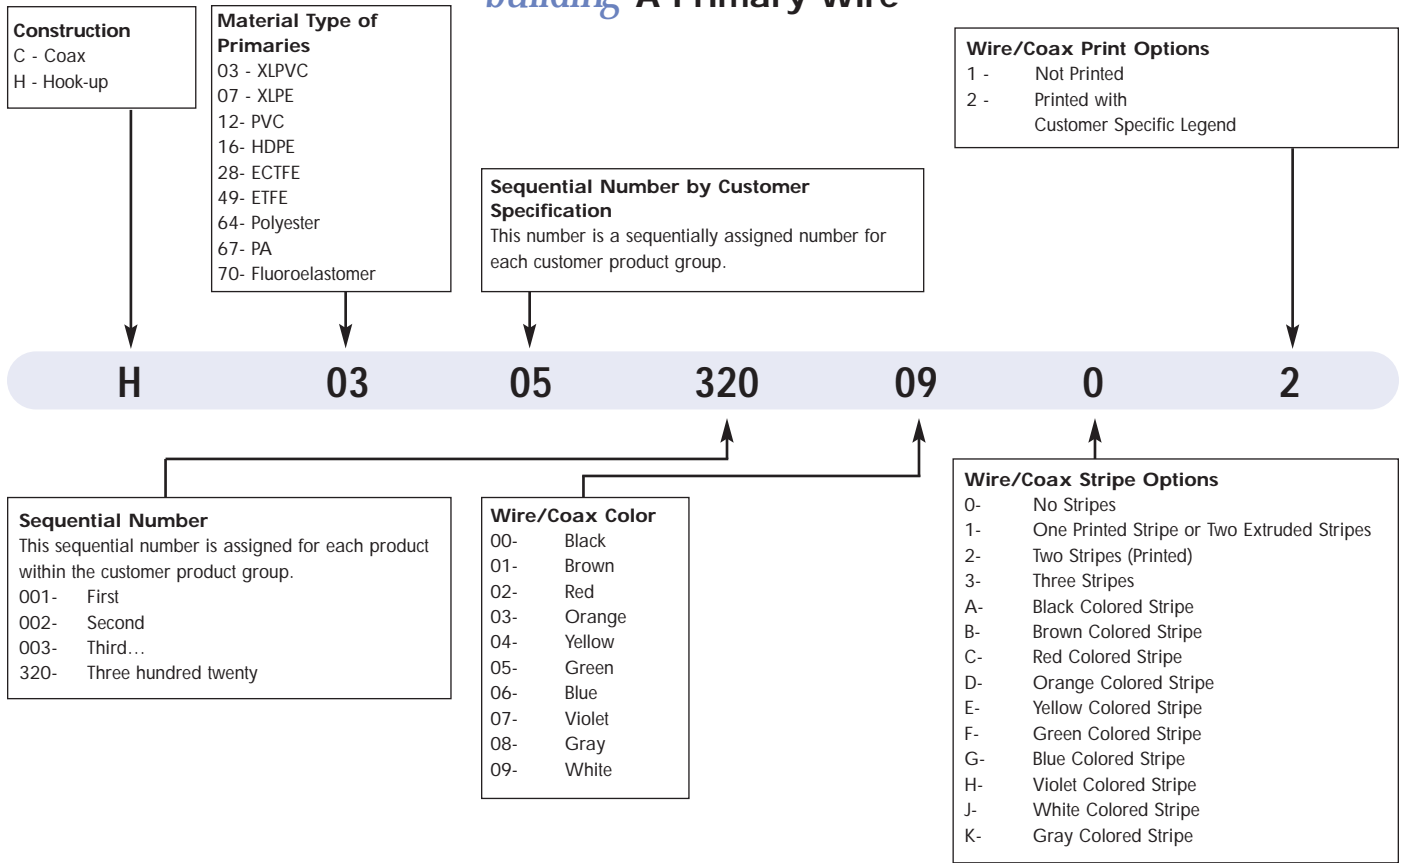 building A Primary Wire
Construction
C - Coax
H - Hook-up
Material Type of
Primaries
03 - XLPVC
07 - XLPE
12- PVC
16- HDPE
28- ECTFE
49- ETFE
64- Polyester
67- PA
70- Fluoroelastomer
Sequential Number by Customer
Specification
This number is a sequentially assigned number for
each customer product group.
Wire/Coax Print Options
1 - Not Printed
2 - Printed with
Customer Specific Legend
H 03 05 320 09 0 2
Sequential Number
This sequential number is assigned for each product
within the customer product group.
001- First
002- Second
003- Third...
320- Three hundred twenty
Wire/Coax Color
00- Black
01- Brown
02- Red
03- Orange
04- Yellow
05- Green
06- Blue
07- Violet
08- Gray
09- White
Wire/Coax Stripe Options
0- No Stripes
1- One Printed Stripe or Two Extruded Stripes
2- Two Stripes (Printed)
3- Three Stripes
A- Black Colored Stripe
B- Brown Colored Stripe
C- Red Colored Stripe
D- Orange Colored Stripe
E- Yellow Colored Stripe
F- Green Colored Stripe
G- Blue Colored Stripe
H- Violet Colored Stripe
J- White Colored Stripe
K- Gray Colored Stripe